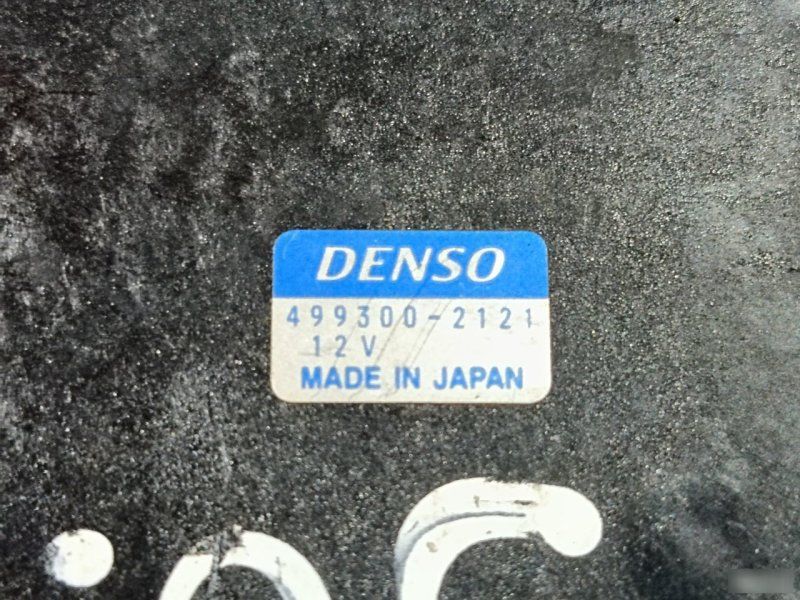 DENSO
499300-2121
12V
MADE IN JAPAN